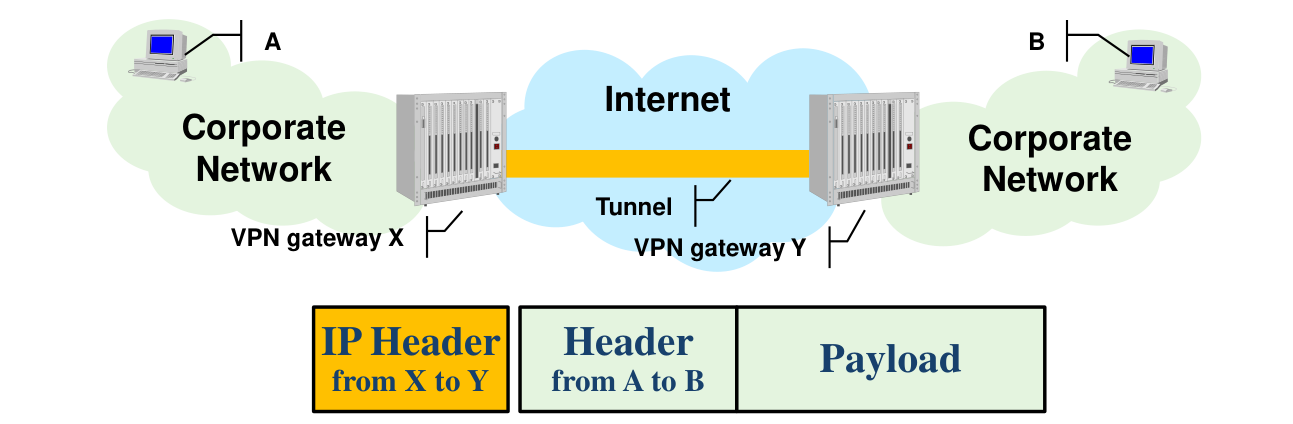 A
B
Internet
Corporate
Network
Corporate
Network
Tunnel
VPN gateway X
VPN gateway Y
IP Header
from X to Y
Header
from A to B
Payload